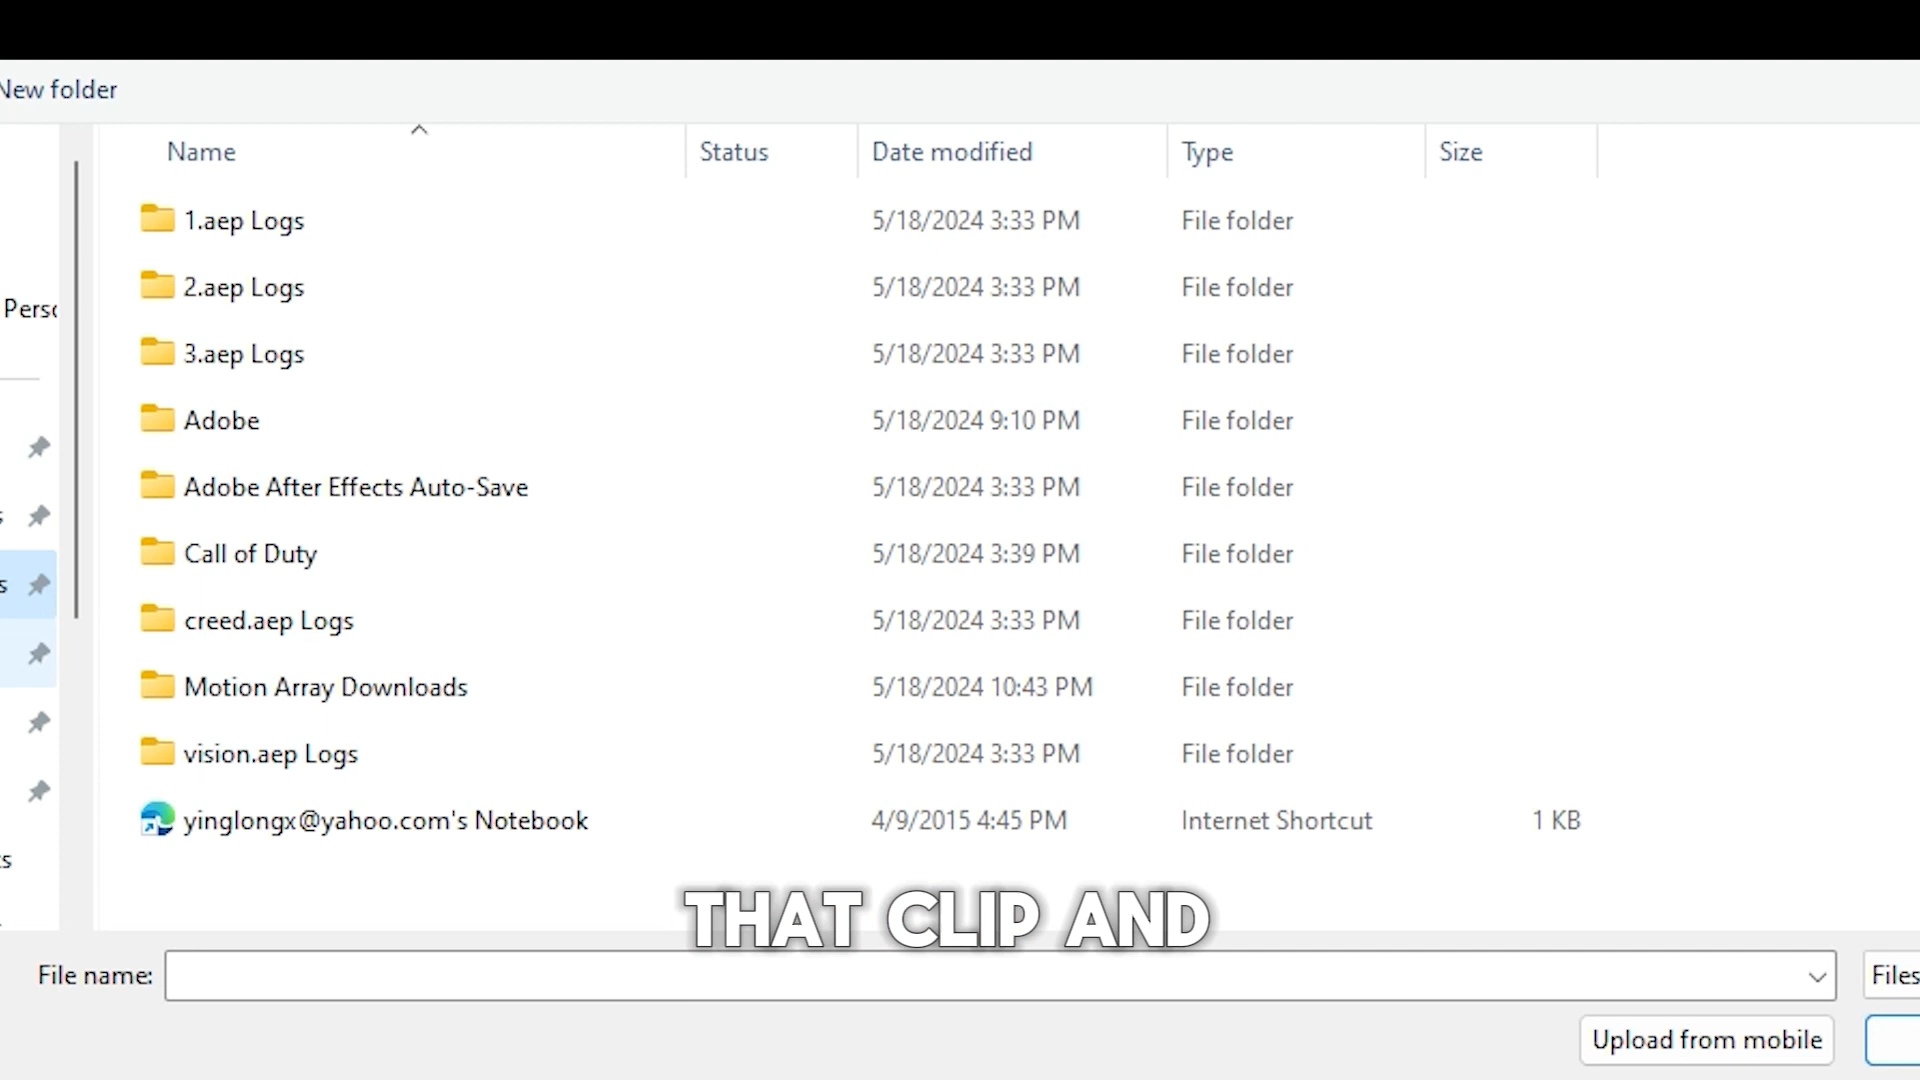 New folder
Name Status Date modified Type Size
1.aep Logs 5/18/2024 3:33 PM File folder
2.aep Logs 5/18/2024 3:33 PM File folder
Perso
3.aep Logs 5/18/2024 3:33 PM File folder
Adobe 5/18/2024 9:10 PM File folder
Adobe After Effects Auto-Save 5/18/2024 3:33 PM File folder
s
Call of Duty 5/18/2024 3:39 PM File folder
s
creed.aep Logs 5/18/2024 3:33 PM File folder
Motion Array Downloads 5/18/2024 10:43 PM File folder
vision.aep Logs 5/18/2024 3:33 PM File folder
yinglongx@yahoo.com's Notebook 4/9/2015 4:45 PM Internet Shortcut 1 KB
ts
THAT CLIP AND
File name: Files
Upload from mobile